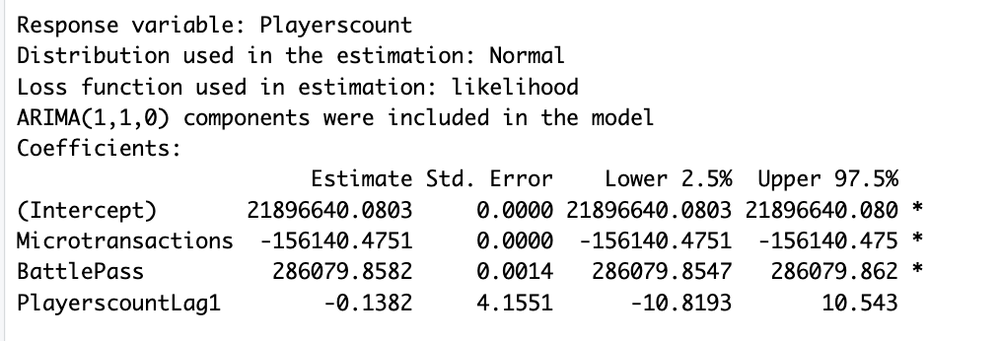 Response variable: Playerscount
Distribution used in the estimation: Normal
Loss function used in estimation: likelihood
ARIMA(1,1,0) components were included in the model
Coefficients:
Estimate Std. Error Lower 2.5% Upper 97.5%
(Intercept) 21896640.0803 0.0000 21896640.0803 21896640.080 *
Microtransactions -156140.4751 0.0000 -156140.4751 -156140.475 *
BattlePass 286079.8582 0.0014 286079.8547 286079.862 *
PlayerscountLag1 -0.1382 4.1551 -10.8193 10.543